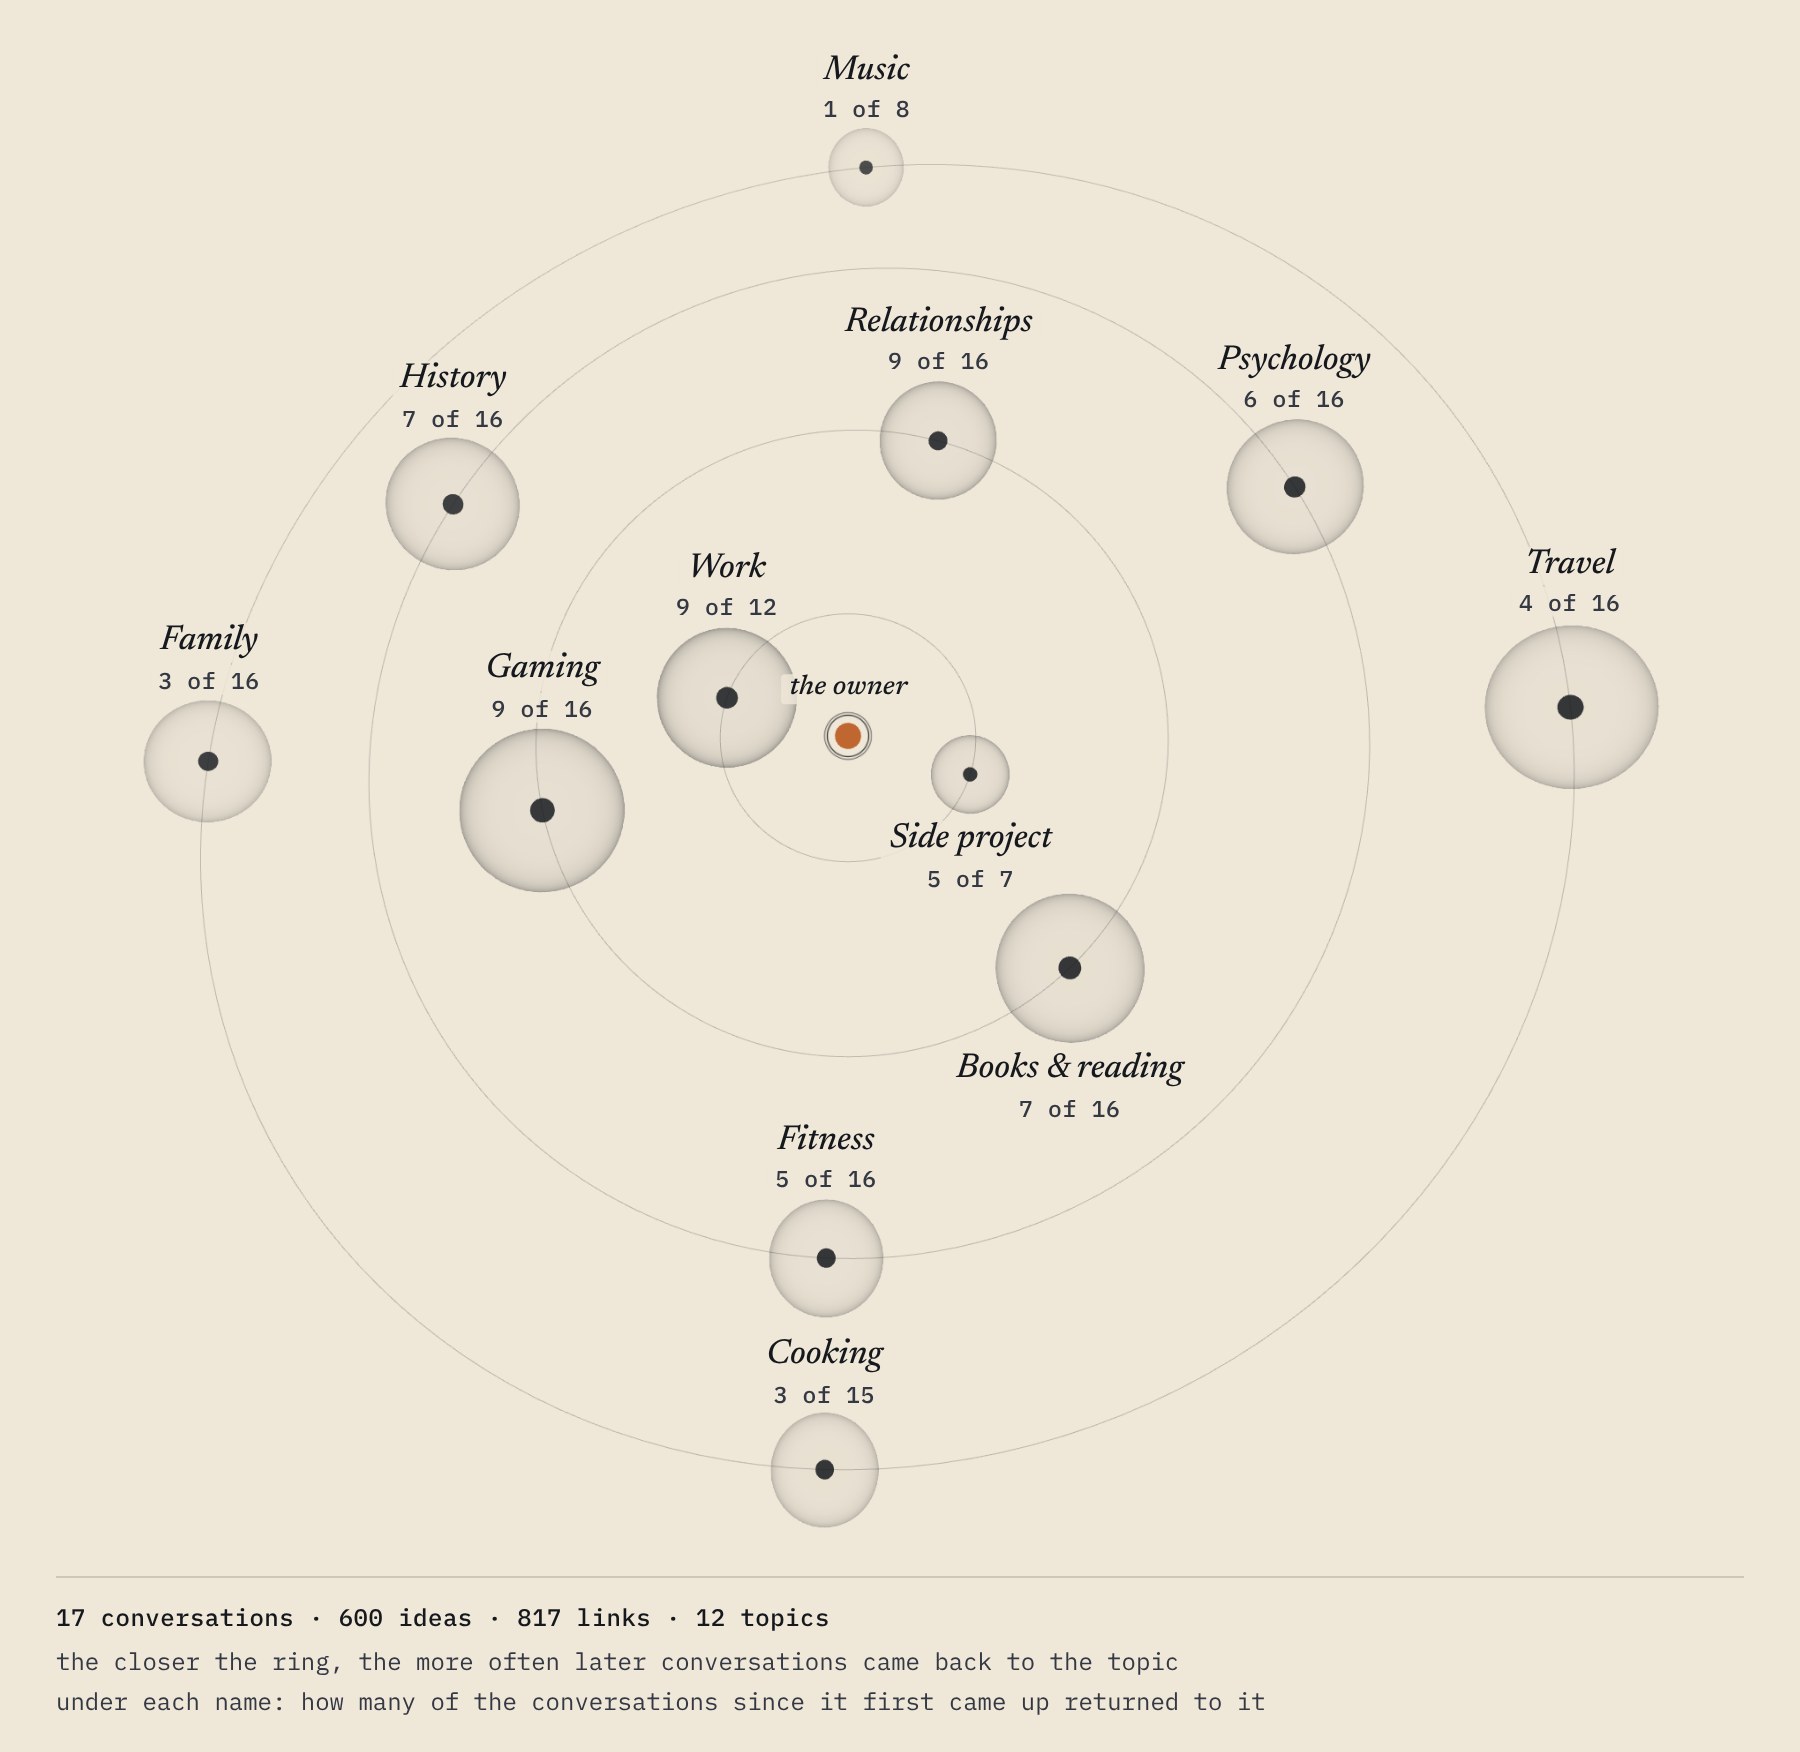 Music
1 of 8
Relationships
9 of 16
Psychology
6 of 16
History
7 of 16
Work
9 of 12
Travel
4 of 16
Family
3 of 16
Gaming
9 of 16
the owner
Side project
5 of 7
Books & reading
7 of 16
Fitness
5 of 16
Cooking
3 of 15
17 conversations · 600 ideas · 817 links · 12 topics
the closer the ring, the more often later conversations came back to the topic
under each name: how many of the conversations since it first came up returned to it